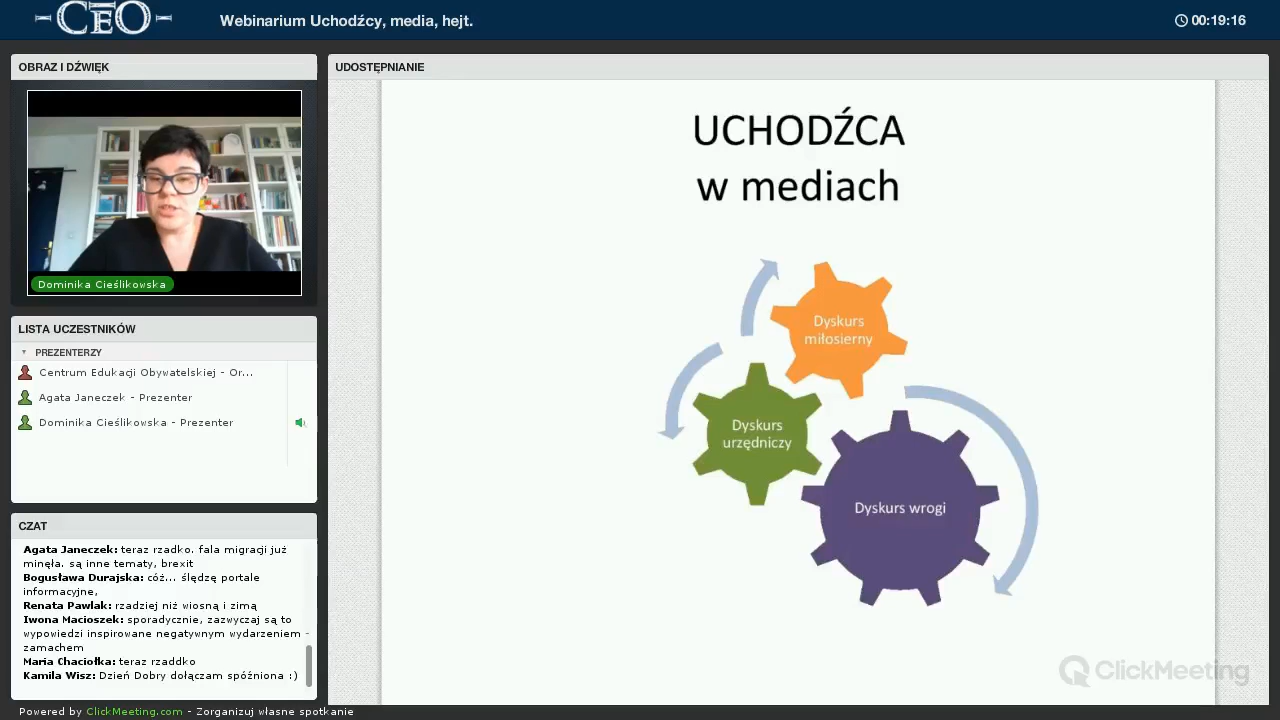 CEO
Webinarium Uchodźcy, media, hejt.
00:19:16
OBRAZ I DŹWIĘK
Dominika Cieślikowska
LISTA UCZESTNIKÓW
PREZENTERZY
Centrum Edukacji Obywatelskiej - Or...
Agata Janeczek - Prezenter
Dominika Cieślikowska - Prezenter
CZAT
Agata Janeczek: teraz rzadko. fala migracji już
minęła. są inne tematy, brexit
Bogusława Durajska: cóż... śledzę portale
informacyjne,
Renata Pawlak: rzadziej niż wiosną i zimą
Iwona Macioszek: sporadycznie, zazwyczaj są to
wypowiedzi inspirowane negatywnym wydarzeniem -
zamachem
Maria Chaciołka: teraz rzaddko
Kamila Wisz: Dzień Dobry dołączam spóźniona :)
Powered by ClickMeeting.com - Zorganizuj własne spotkanie
UDOSTĘPNIANIE
UCHODŹCA
w mediach
Dyskurs
miłosierny
Dyskurs
urzędniczy
Dyskurs wrogi
ClickMeeting